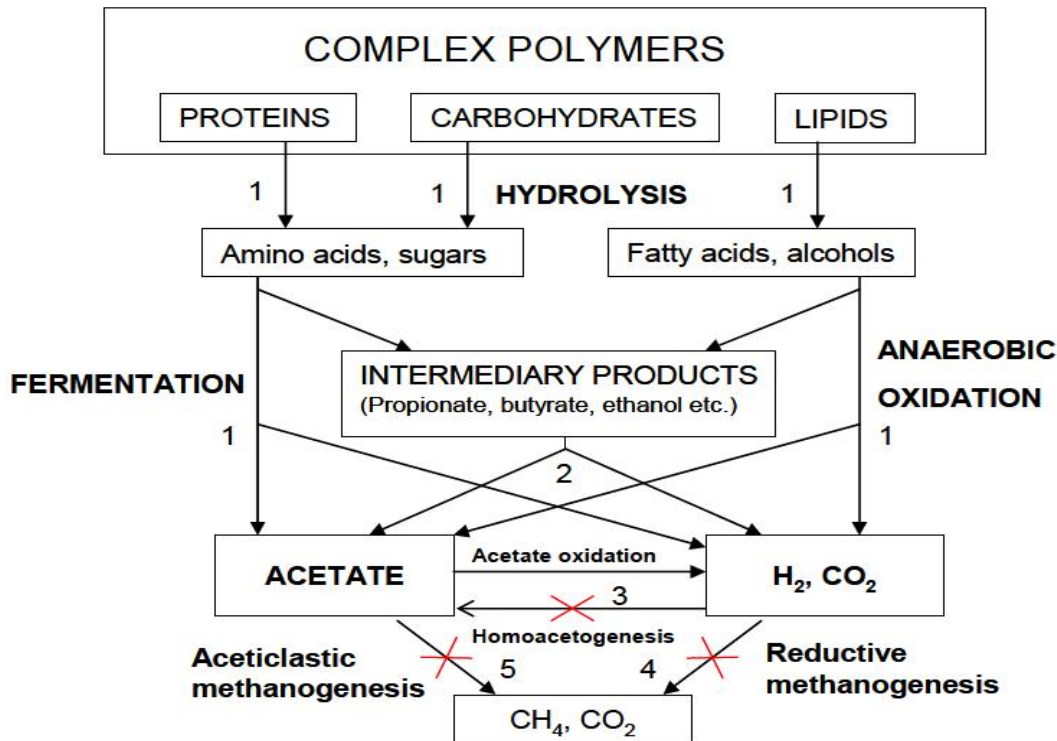 COMPLEX POLYMERS
PROTEINS
CARBOHYDRATES
LIPIDS
1
1
HYDROLYSIS
1
Amino acids, sugars
Fatty acids, alcohols
FERMENTATION
INTERMEDIARY PRODUCTS
(Propionate, butyrate, ethanol etc.)
ANAEROBIC
OXIDATION
1
2
1
ACETATE
Acetate oxidation
H₂, CO₂
3
Homoacetogenesis
Aceticlastic
methanogenesis
5
4
Reductive
methanogenesis
CH₄, CO₂